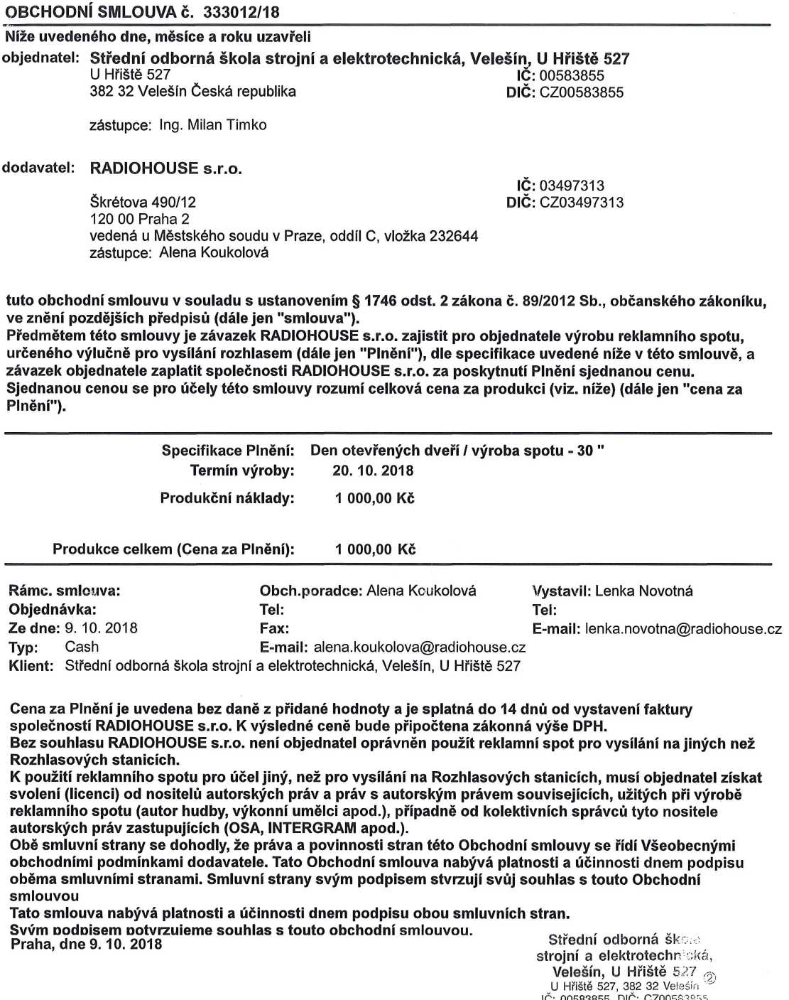 OBCHODNÍ SMLOUVA č. 333012/18
Níže uvedeného dne, měsíce a roku uzavřeli
objednatel: Střední odborná škola strojní a elektrotechnická, Velešín, U Hřiště 527
U Hřiště 527 IČ: 00583855
382 32 Velešín Česká republika DIČ: CZ00583855
zástupce: Ing. Milan Timko
dodavatel: RADIOHOUSE s.r.o.
IČ: 03497313
Škrétova 490/12 DIČ: CZ03497313
120 00 Praha 2
vedená u Městského soudu v Praze, oddíl C, vložka 232644
zástupce: Alena Koukolová
tuto obchodní smlouvu v souladu s ustanovením § 1746 odst. 2 zákona č. 89/2012 Sb., občanského zákoníku,
ve znění pozdějších předpisů (dále jen "smlouva").
Předmětem této smlouvy je závazek RADIOHOUSE s.r.o. zajistit pro objednatele výrobu reklamního spotu,
určeného výlučně pro vysílání rozhlasem (dále jen "Plnění"), dle specifikace uvedené níže v této smlouvě, a
závazek objednatele zaplatit společnosti RADIOHOUSE s.r.o. za poskytnutí Plnění sjednanou cenu.
Sjednanou cenou se pro účely této smlouvy rozumí celková cena za produkci (viz. níže) (dále jen "cena za
Plnění").
Specifikace Plnění: Den otevřených dveří / výroba spotu - 30 "
Termín výroby: 20. 10. 2018
Produkční náklady: 1 000,00 Kč
Produkce celkem (Cena za Plnění): 1 000,00 Kč
Rámc. smlouva: Obch.poradce: Alena Koukolová Vystavil: Lenka Novotná
Objednávka: Tel: Tel:
Ze dne: 9. 10. 2018 Fax: E-mail: lenka.novotna@radiohouse.cz
Typ: Cash E-mail: alena.koukolova@radiohouse.cz
Klient: Střední odborná škola strojní a elektrotechnická, Velešín, U Hřiště 527
Cena za Plnění je uvedena bez daně z přidané hodnoty a je splatná do 14 dnů od vystavení faktury
společností RADIOHOUSE s.r.o. K výsledné ceně bude připočtena zákonná výše DPH.
Bez souhlasu RADIOHOUSE s.r.o. není objednatel oprávněn použít reklamní spot pro vysílání na jiných než
Rozhlasových stanicích.
K použití reklamního spotu pro účel jiný, než pro vysílání na Rozhlasových stanicích, musí objednatel získat
svolení (licenci) od nositelů autorských práv a práv s autorským právem souvisejících, užitých při výrobě
reklamního spotu (autor hudby, výkonní umělci apod.), případně od kolektivních správců tyto nositele
autorských práv zastupujících (OSA, INTERGRAM apod.).
Obě smluvní strany se dohodly, že práva a povinnosti stran této Obchodní smlouvy se řídí Všeobecnými
obchodními podmínkami dodavatele. Tato Obchodní smlouva nabývá platnosti a účinnosti dnem podpisu
oběma smluvními stranami. Smluvní strany svým podpisem stvrzují svůj souhlas s touto Obchodní
smlouvou
Tato smlouva nabývá platnosti a účinnosti dnem podpisu obou smluvních stran.
Svým podpisem potvrzujeme souhlas s touto obchodní smlouvou.
Praha, dne 9. 10. 2018
Střední odborná škola
strojní a elektrotechnická,
Velešín, U Hřiště 527 ②
U Hřiště 527, 382 32 Velešín
IČ: 00583855, DIČ: CZ00583855